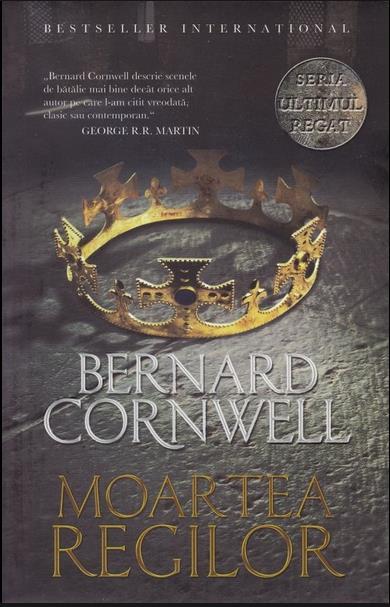 BESTSELLER INTERNATIONAL
„Bernard Cornwell descrie scenele
de bătălie mai bine decât orice alt
autor pe care l-am citit vreodată,
clasic sau contemporan.“
GEORGE R.R. MARTIN
SERIA
ULTIMUL
REGAT
BERNARD
CORNWELL
MOARTEA
REGILOR